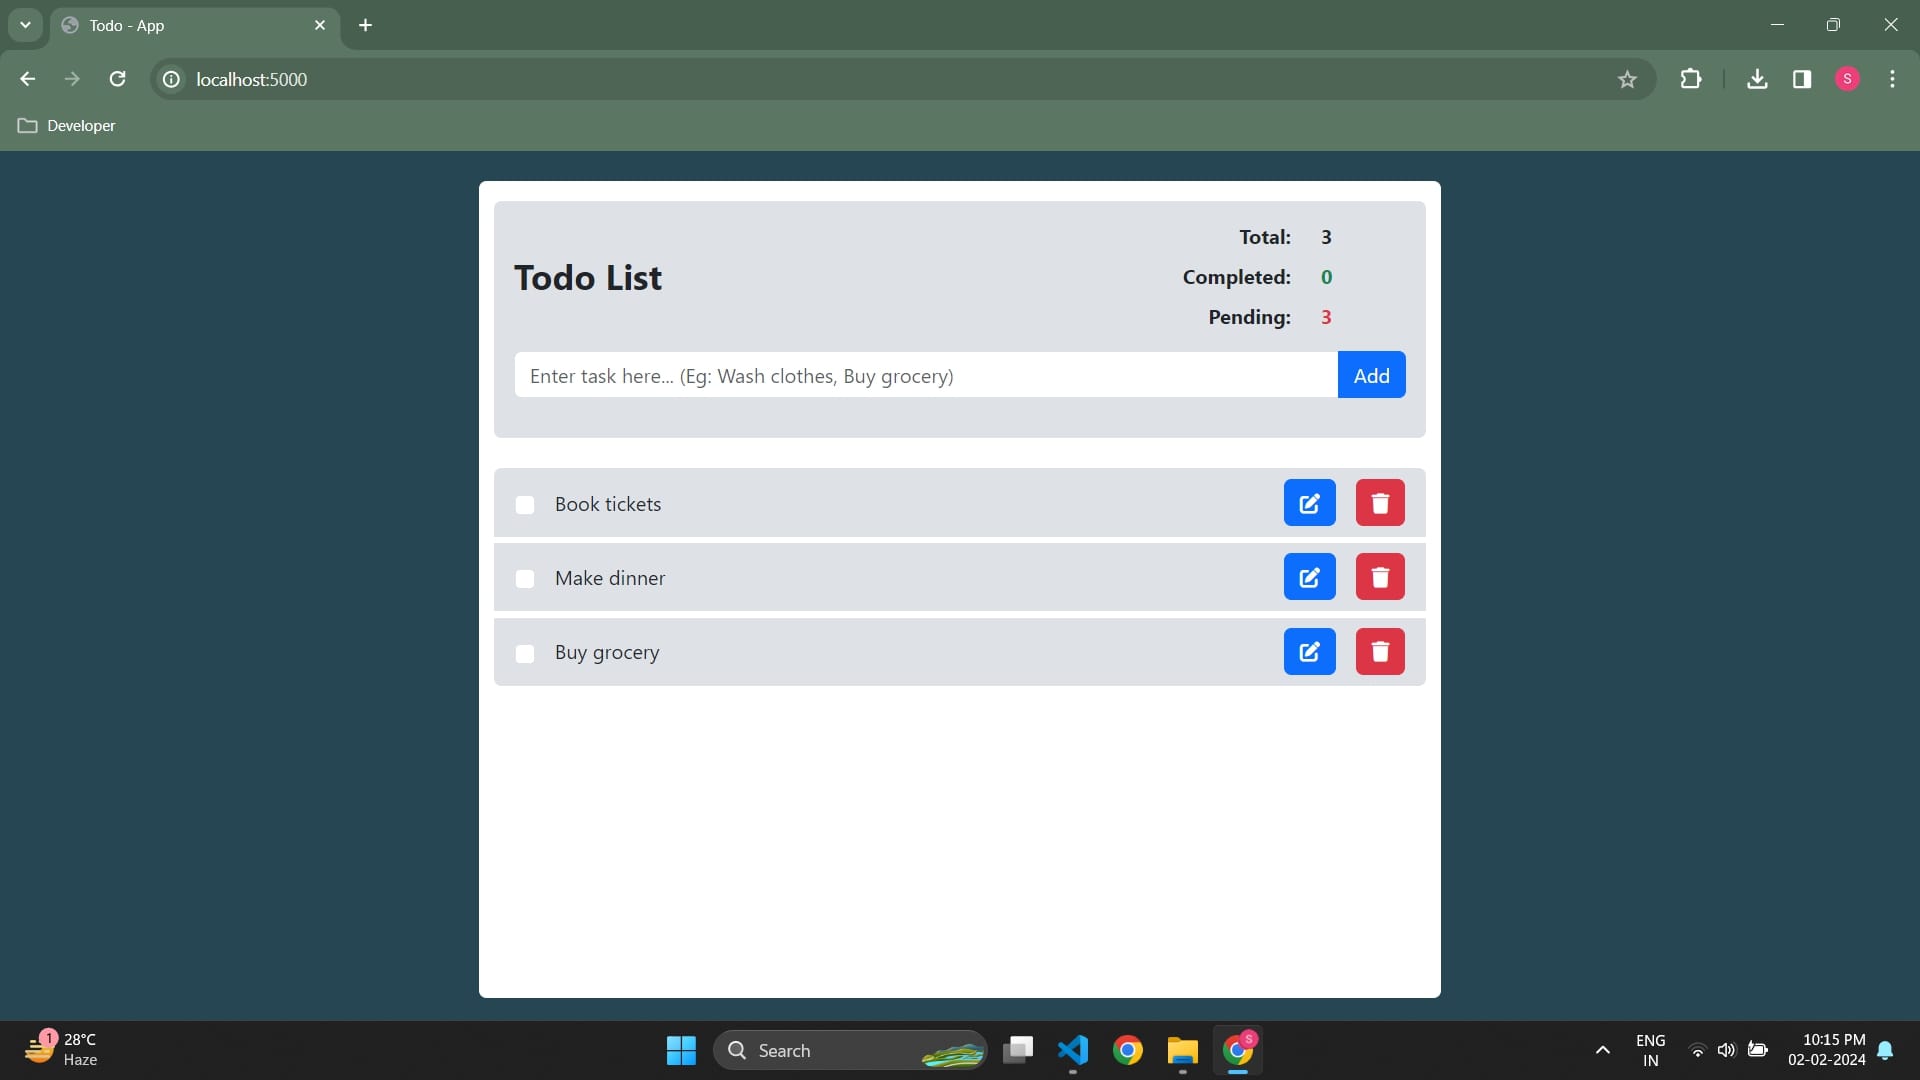 Todo - App
localhost:5000
S
Developer
Total: 3
Todo List
Completed: 0
Pending: 3
Enter task here... (Eg: Wash clothes, Buy grocery)
Add
Book tickets
Make dinner
Buy grocery
1
28°C
Haze
Search
S
ENG
IN
10:15 PM
02-02-2024